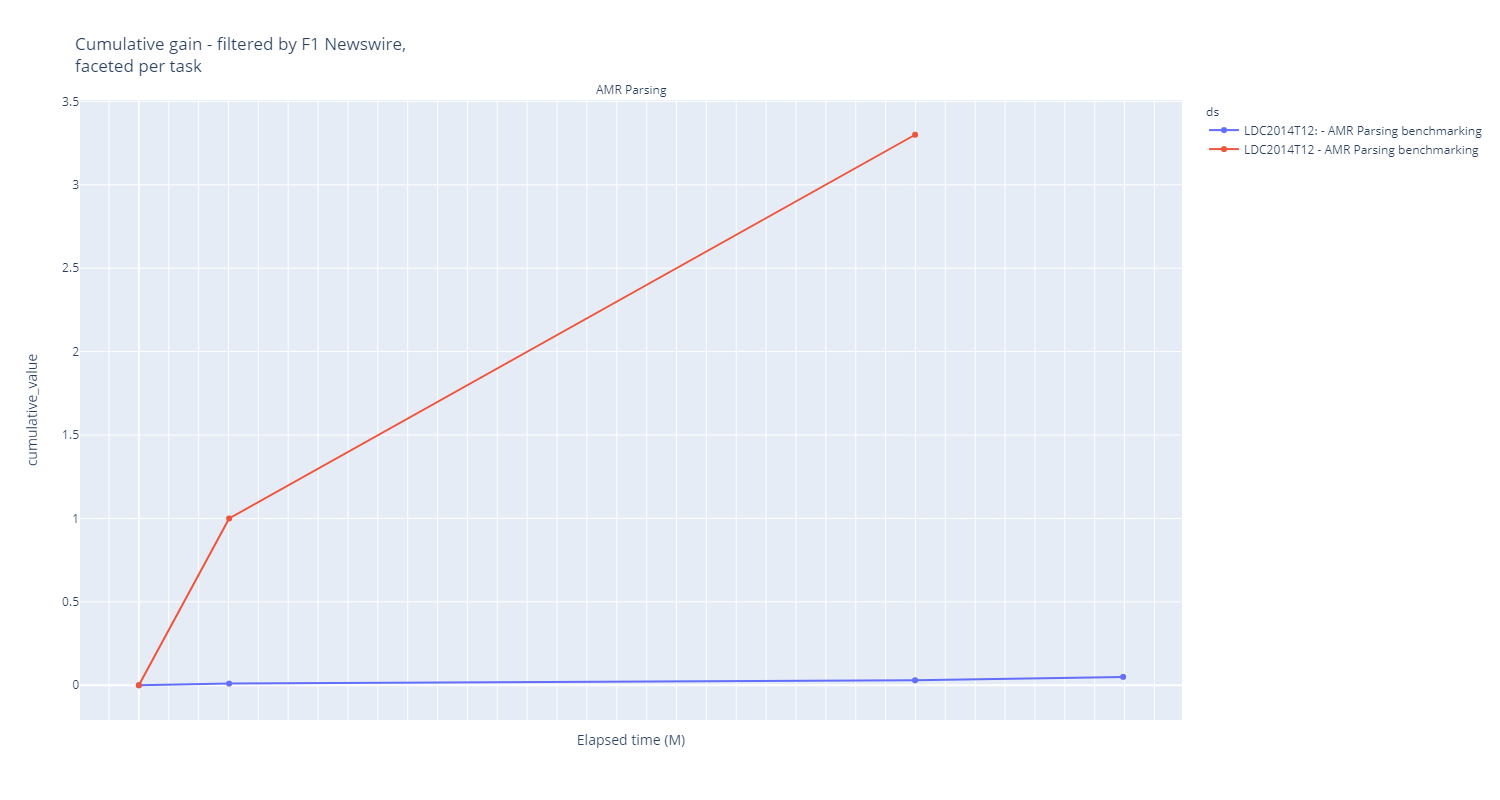 Cumulative gain - filtered by F1 Newswire,
faceted per task
AMR Parsing
3.5
3
2.5
2
1.5
1
0.5
0
cumulative_value
Elapsed time (M)
ds
LDC2014T12: - AMR Parsing benchmarking
LDC2014T12 - AMR Parsing benchmarking